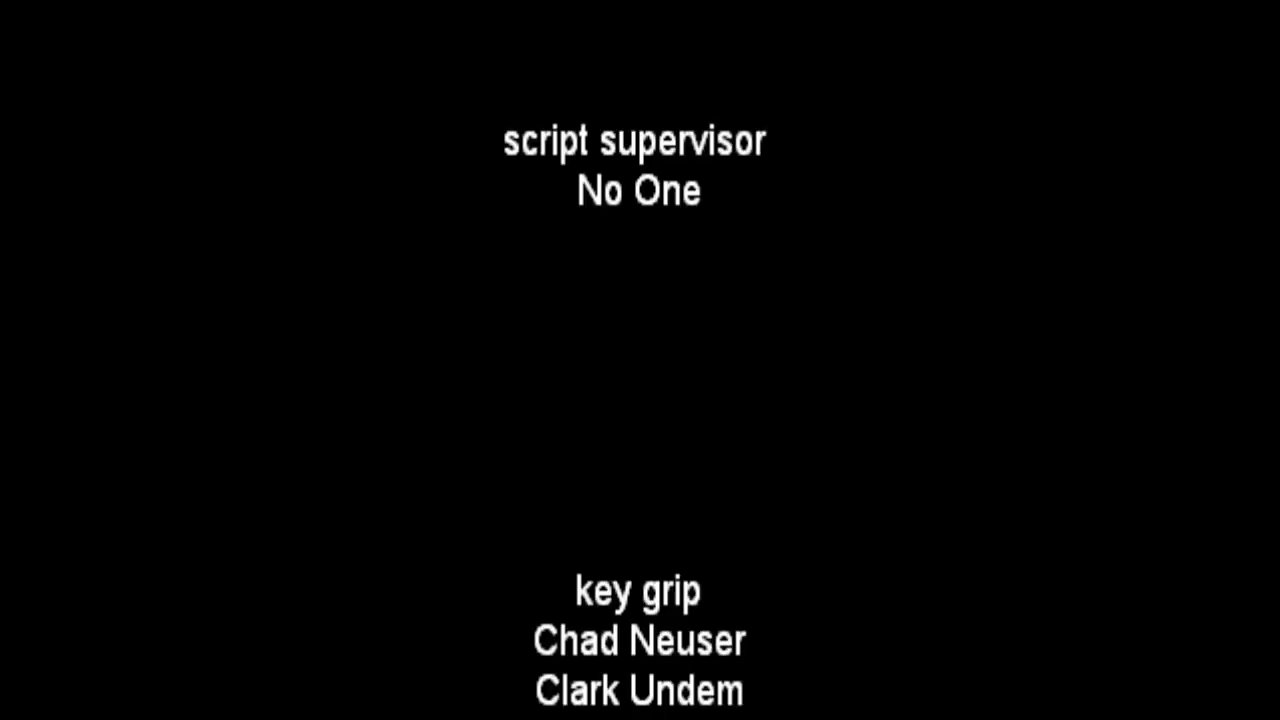 script supervisor
No One
key grip
Chad Neuser
Clark Undem